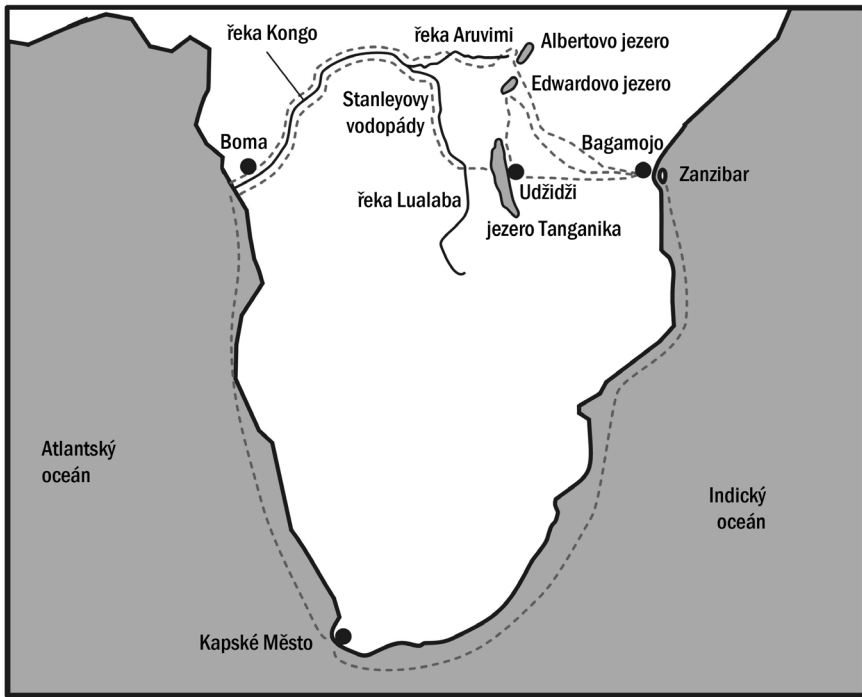 řeka Kongo
řeka Aruvimi
Albertovo jezero
Edwardovo jezero
Stanleyovy
vodopády
Boma
Bagamojo
Zanzibar
Udžidži
řeka Lualaba
jezero Tanganika
Atlantský
oceán
Indický
oceán
Kapské Město